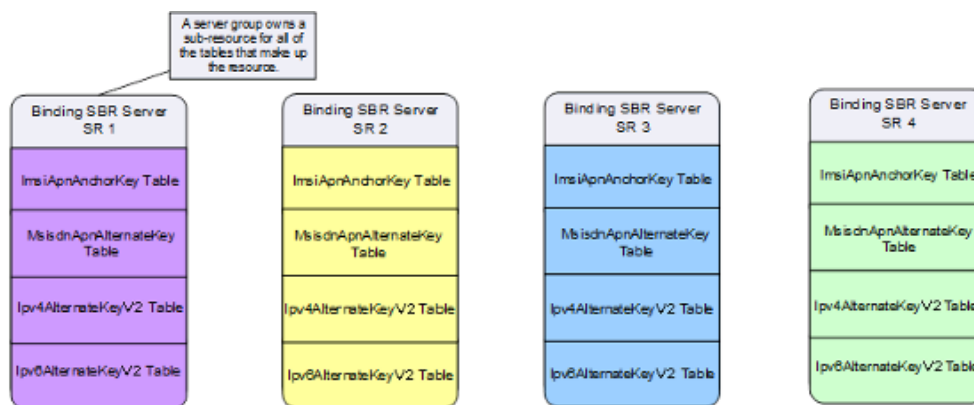 A server group owns a
sub-resource for all of
the tables that make up
the resource.
Binding SBR Server
SR 1
ImsiApnAnchorKey Table
MsisdnApnAlternateKey
Table
Ipv4AlternateKeyV2 Table
Ipv6AlternateKeyV2 Table
Binding SBR Server
SR 2
ImsiApnAnchorKey Table
MsisdnApnAlternateKey
Table
Ipv4AlternateKeyV2 Table
Ipv6AlternateKeyV2 Table
Binding SBR Server
SR 3
ImsiApnAnchorKey Table
MsisdnApnAlternateKey
Table
Ipv4AlternateKeyV2 Table
Ipv6AlternateKeyV2 Table
Binding SBR Server
SR 4
ImsiApnAnchorKey Table
MsisdnApnAlternateKey
Table
Ipv4AlternateKeyV2 Table
Ipv6AlternateKeyV2 Table